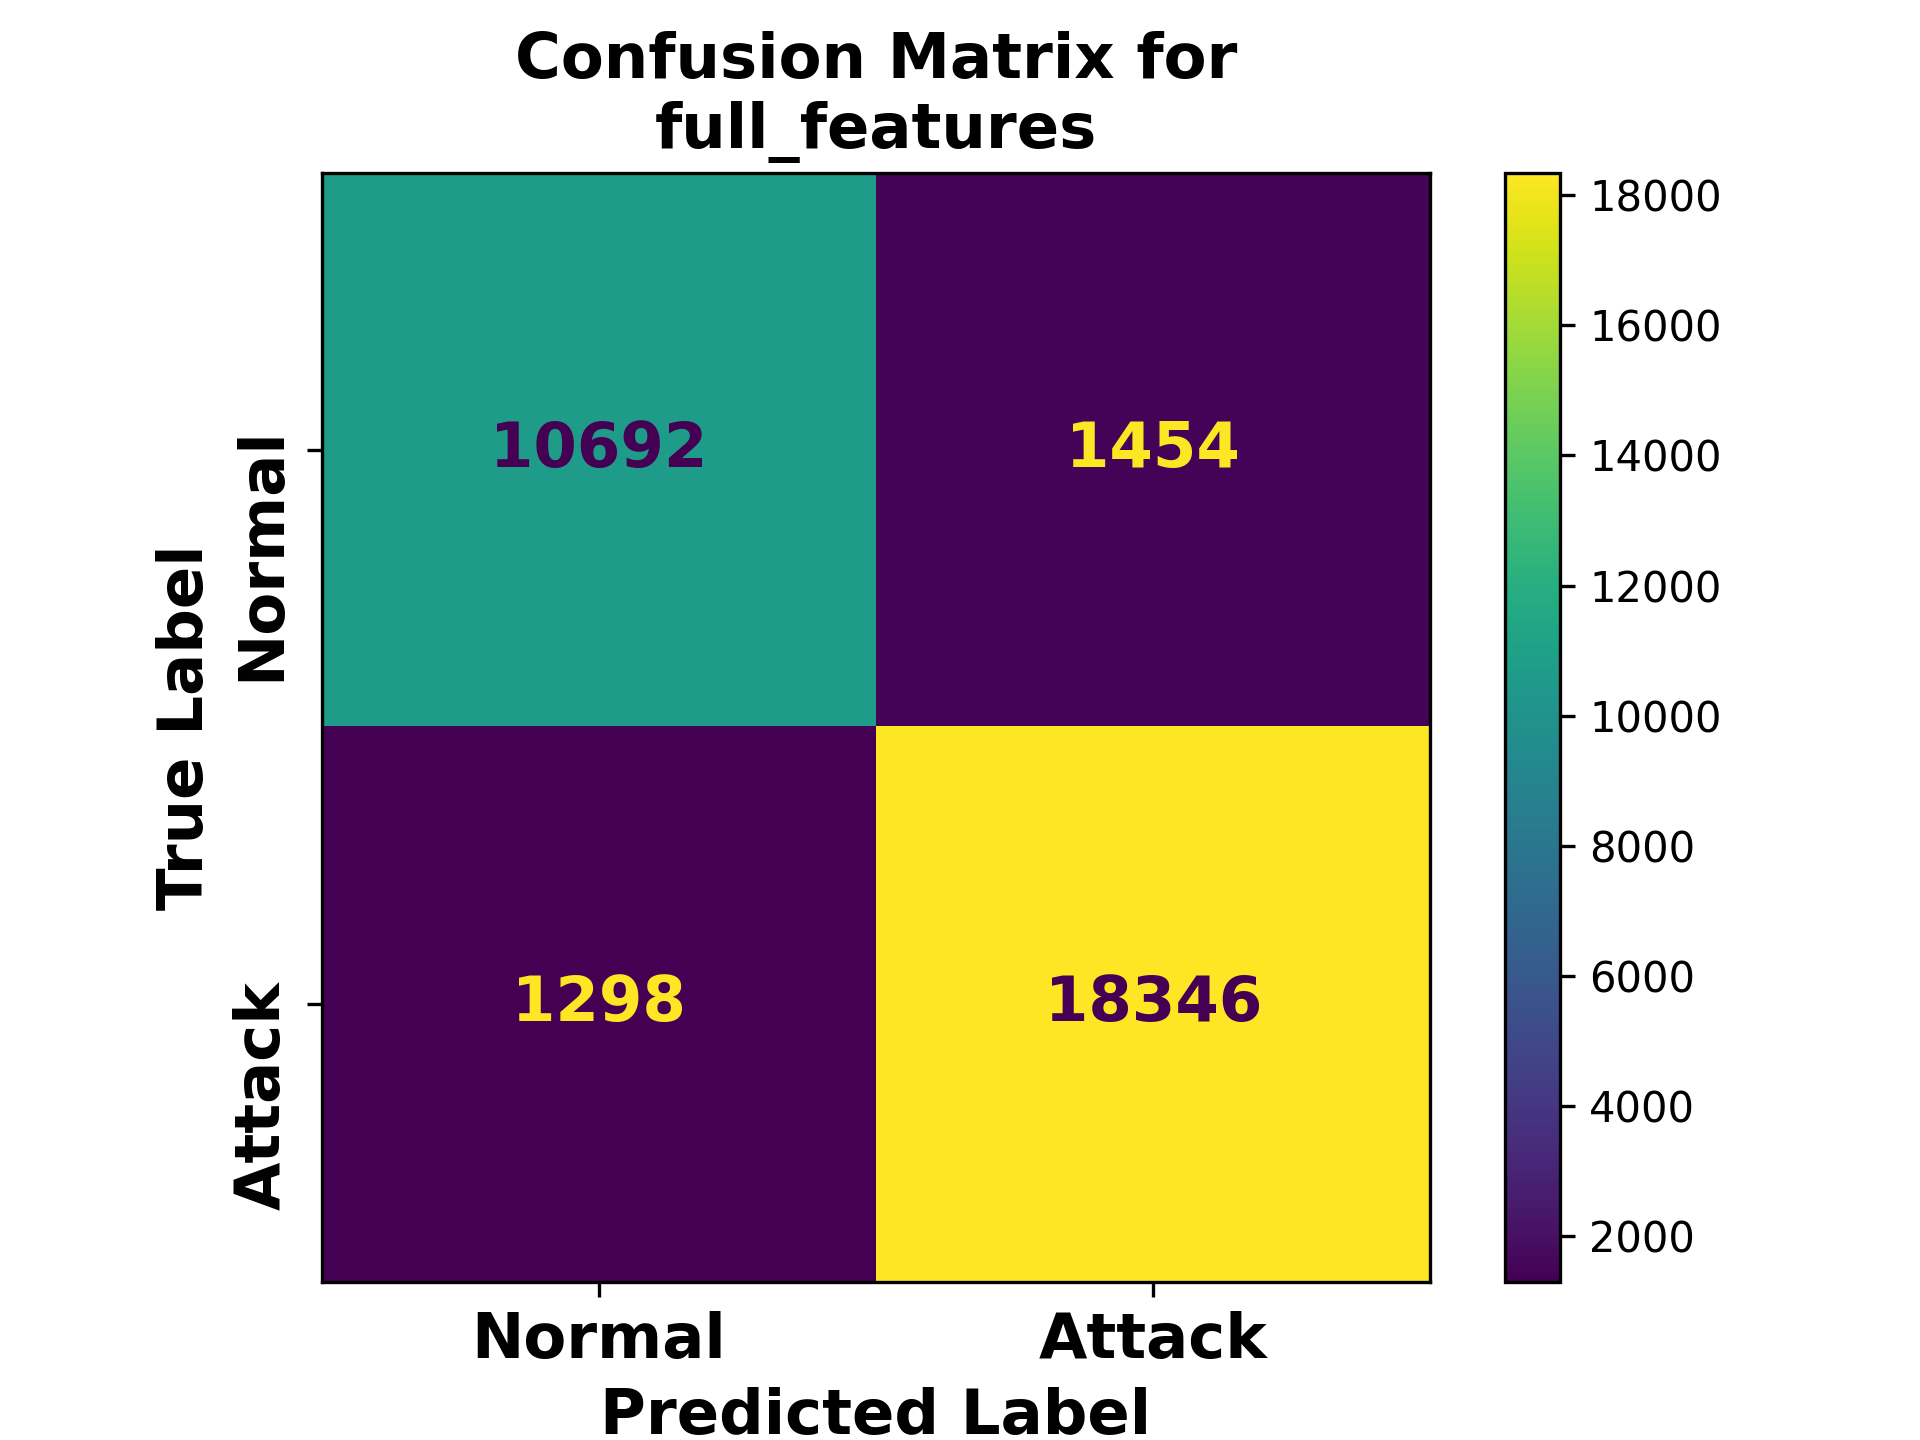 Confusion Matrix for
full_features
True Label
Normal
Attack
10692
1454
1298
18346
Normal
Attack
Predicted Label
18000
16000
14000
12000
10000
8000
6000
4000
2000